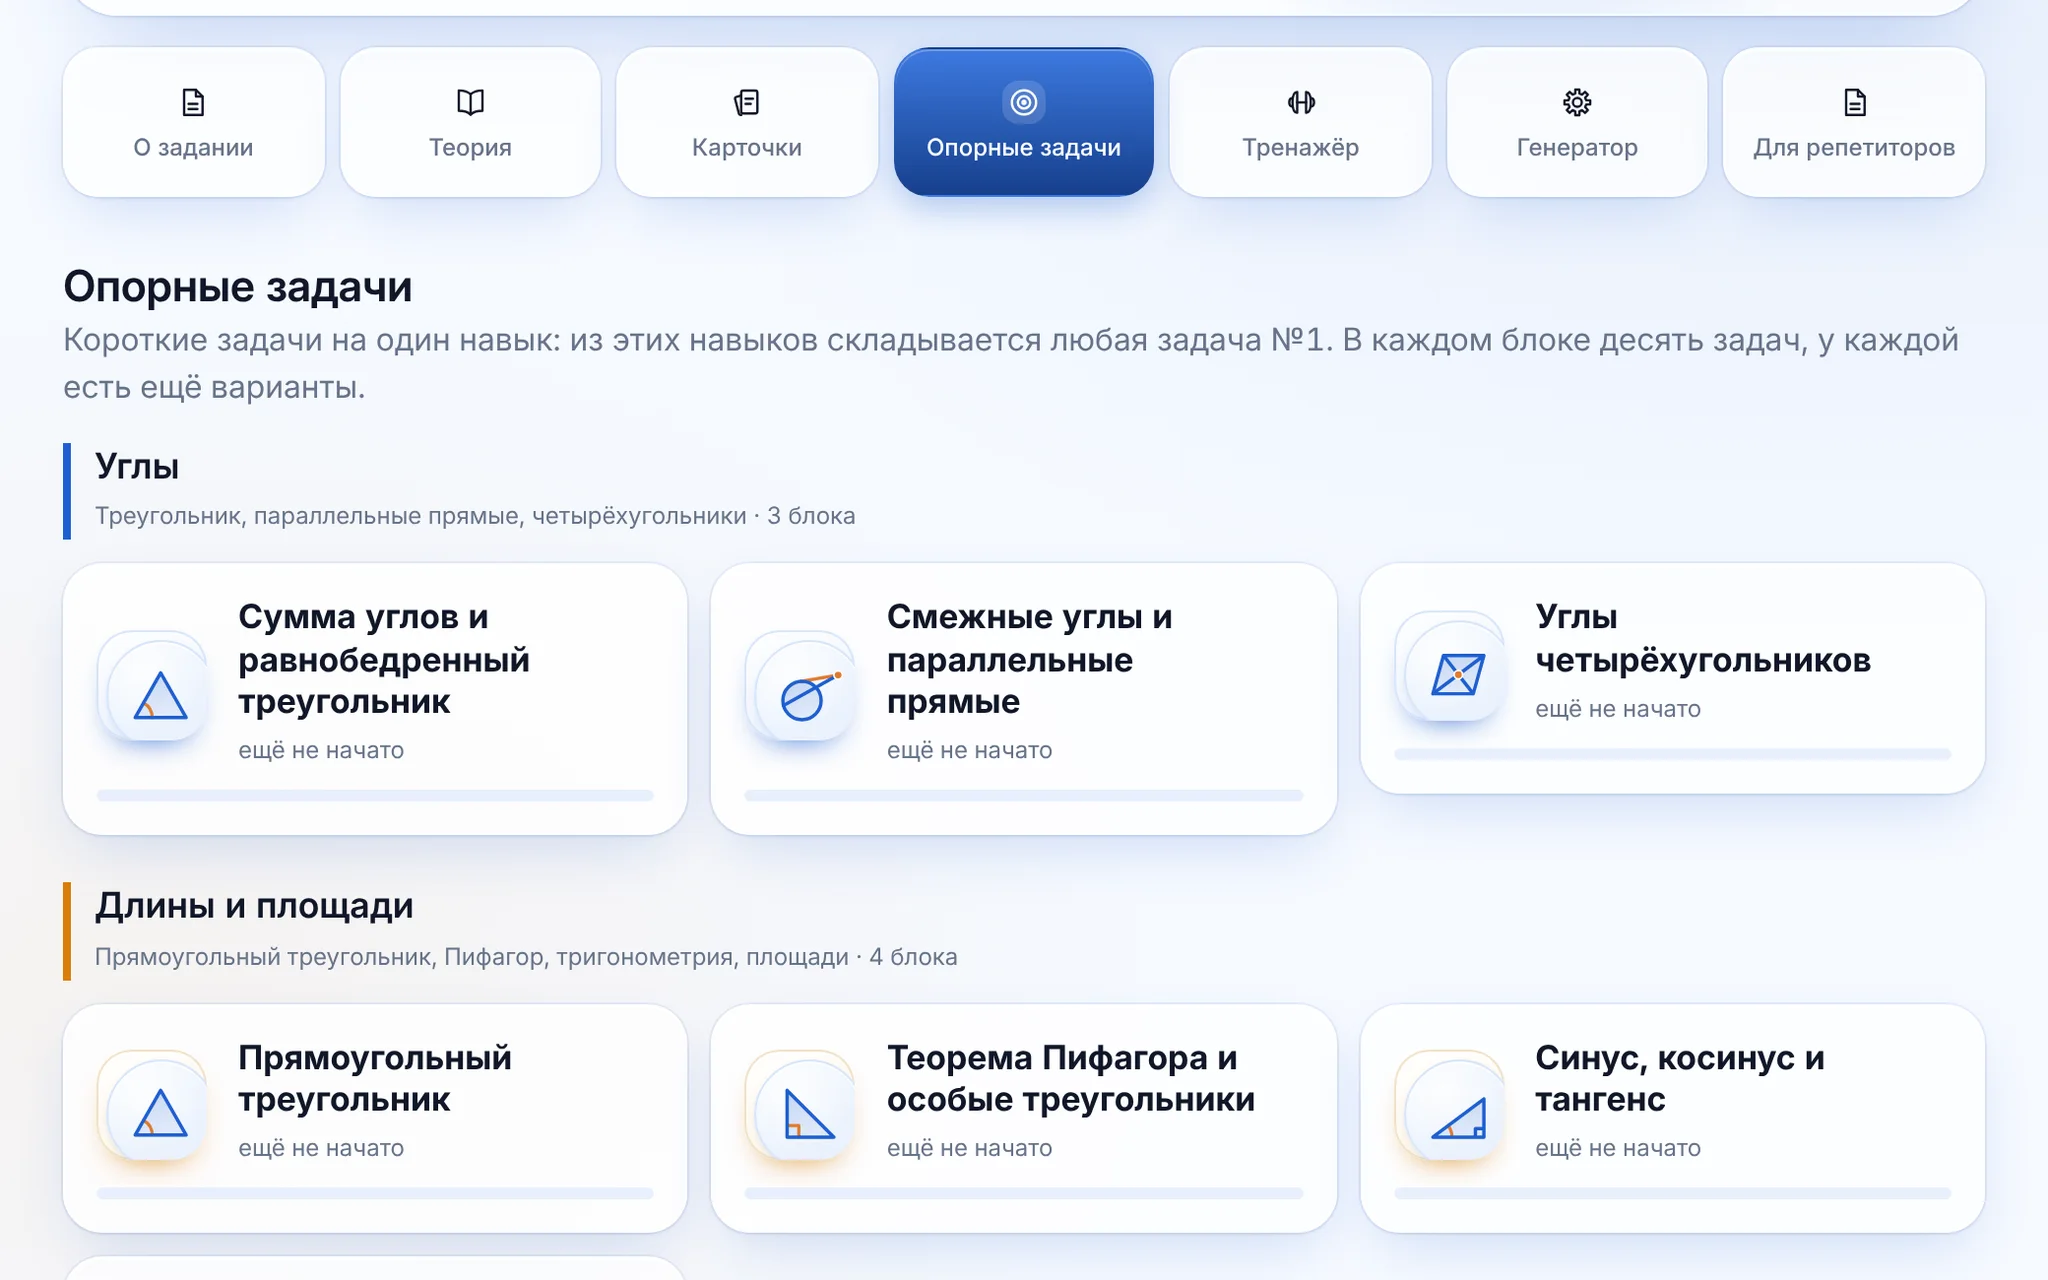 О задании
Теория
Карточки
Опорные задачи
Тренажёр
Генератор
Для репетиторов
Опорные задачи
Короткие задачи на один навык: из этих навыков складывается любая задача №1. В каждом блоке десять задач, у каждой
есть ещё варианты.
Углы
Треугольник, параллельные прямые, четырёхугольники · 3 блока
Сумма углов и
равнобедренный
треугольник
ещё не начато
Смежные углы и
параллельные
прямые
ещё не начато
Углы
четырёхугольников
ещё не начато
Длины и площади
Прямоугольный треугольник, Пифагор, тригонометрия, площади · 4 блока
Прямоугольный
треугольник
ещё не начато
Теорема Пифагора и
особые треугольники
ещё не начато
Синус, косинус и
тангенс
ещё не начато